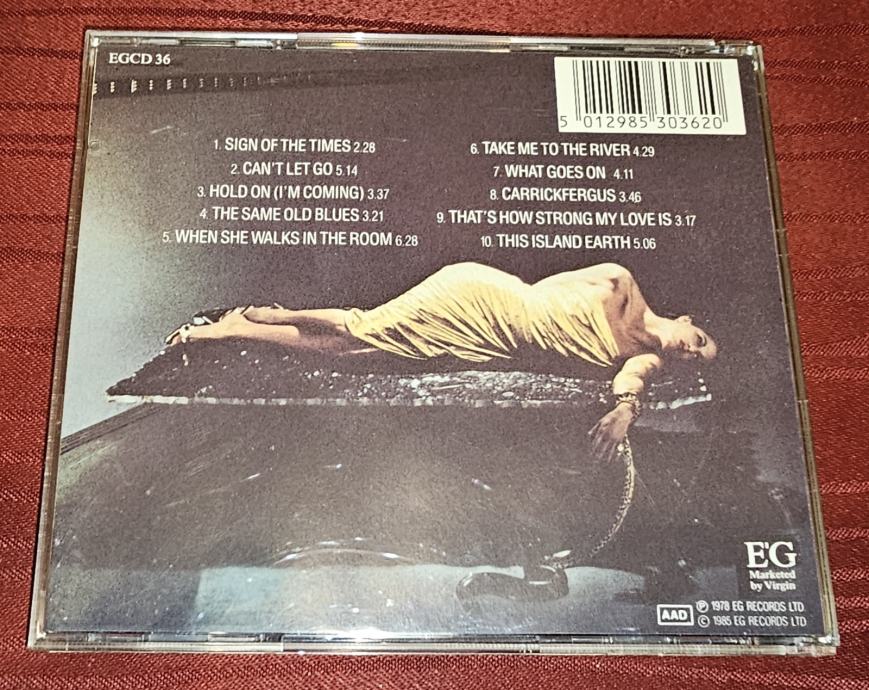 EGCD 36
5 012985 303620
1. SIGN OF THE TIMES 2.28
2. CAN'T LET GO 5.14
3. HOLD ON (I'M COMING) 3.37
4. THE SAME OLD BLUES 3.21
5. WHEN SHE WALKS IN THE ROOM 6.28
6. TAKE ME TO THE RIVER 4.29
7. WHAT GOES ON 4.11
8. CARRICKFERGUS 3.46
9. THAT'S HOW STRONG MY LOVE IS 3.17
10. THIS ISLAND EARTH 5.06
E'G
Marketed
by Virgin
AAD
℗ 1978 EG RECORDS LTD
© 1985 EG RECORDS LTD